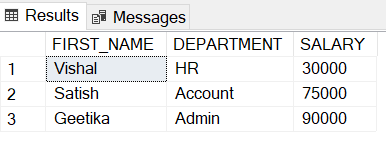 Results Messages
FIRST_NAME DEPARTMENT SALARY
1 Vishal HR 30000
2 Satish Account 75000
3 Geetika Admin 90000